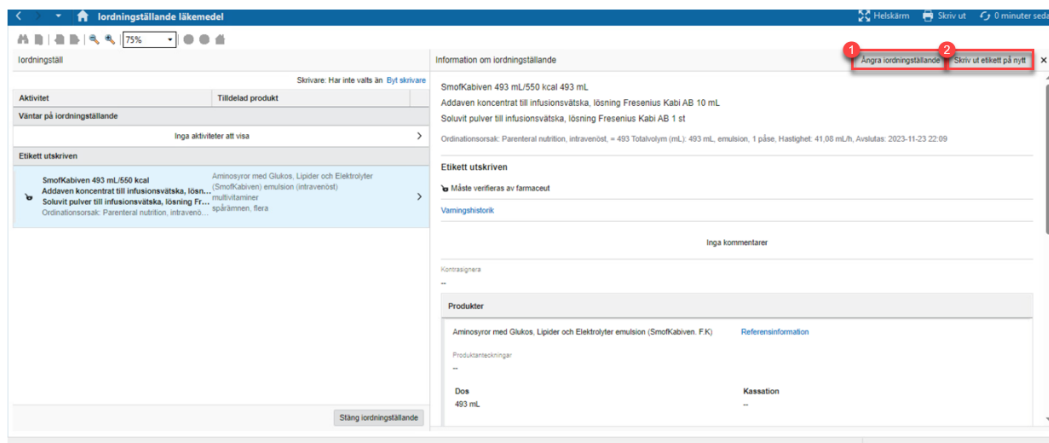 Iordningställande läkemedel
Helskärm Skriv ut 0 minuter seda
75%
Iordningställ
Skrivare: Har inte valts än Byt skrivare
Aktivitet Tilldelad produkt
Väntar på iordningställande
Inga aktiviteter att visa
Etikett utskriven
SmofKabiven 493 mL/550 kcal
Addaven koncentrat till infusionsvätska, lösn...
Soluvit pulver till infusionsvätska, lösning Fr...
Ordinationsorsak: Parenteral nutrition, intravenö...
Aminosyror med Glukos, Lipider och Elektrolyter
(SmofKabiven) emulsion (intravenöst)
multivitaminer
spårämnen, flera
Stäng iordningställande
Information om iordningställande
1
Ångra iordningställande
2
Skriv ut etikett på nytt
SmofKabiven 493 mL/550 kcal 493 mL
Addaven koncentrat till infusionsvätska, lösning Fresenius Kabi AB 10 mL
Soluvit pulver till infusionsvätska, lösning Fresenius Kabi AB 1 st
Ordinationsorsak: Parenteral nutrition, intravenöst, = 493 Totalvolym (mL): 493 mL, emulsion, 1 påse, Hastighet: 41,08 mL/h, Avslutas: 2023-11-23 22:09
Etikett utskriven
Måste verifieras av farmaceut
Varningshistorik
Inga kommentarer
Kontrasignera
--
Produkter
Aminosyror med Glukos, Lipider och Elektrolyter emulsion (SmofKabiven. F.K) Referensinformation
Produktanteckningar
--
Dos Kassation
493 mL --